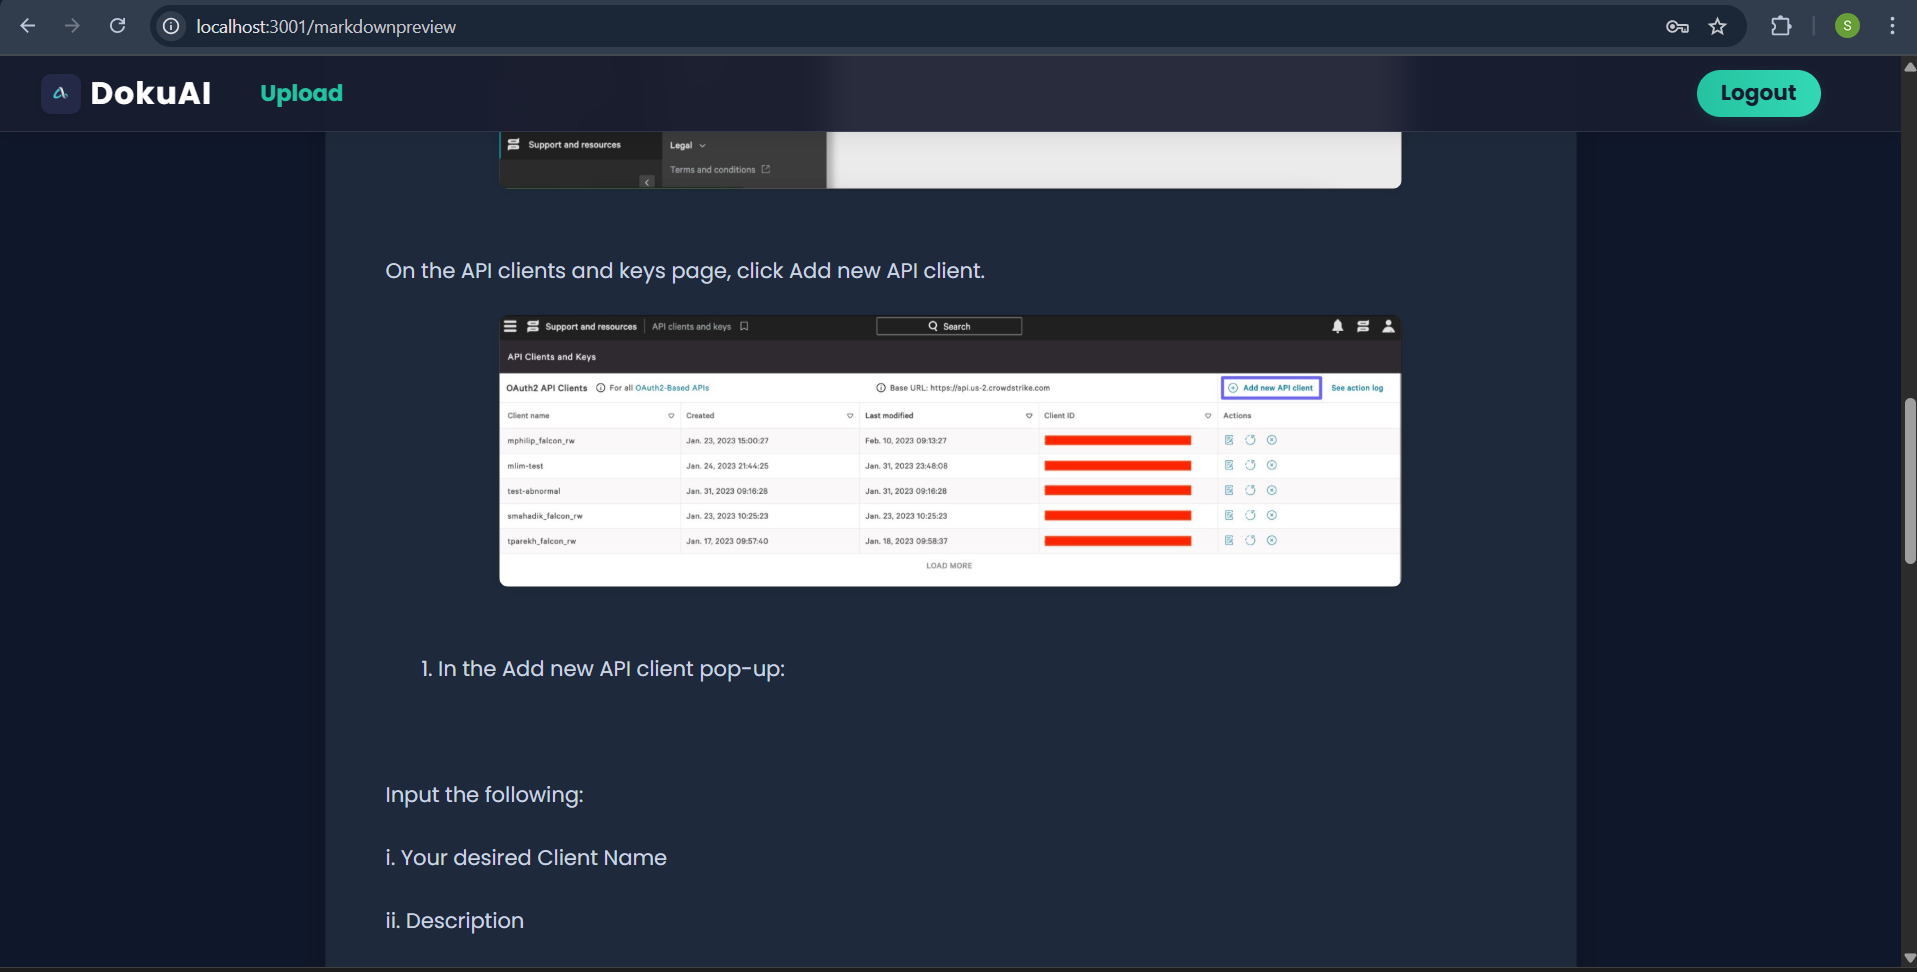 localhost:3001/markdownpreview
S
DokuAI
Upload
Logout
Support and resources
Legal
Terms and conditions
On the API clients and keys page, click Add new API client.
Support and resources API clients and keys Search
API Clients and Keys
OAuth2 API Clients For all OAuth2-Based APIs Base URL: https://api.us-2.crowdstrike.com Add new API client See action log
Client name Created Last modified Client ID Actions
mphilip_falcon_rw Jan. 23, 2023 15:00:27 Feb. 10, 2023 09:13:27
mlim-test Jan. 24, 2023 21:44:25 Jan. 31, 2023 23:48:08
test-abnormal Jan. 31, 2023 09:16:28 Jan. 31, 2023 09:16:28
smahadik_falcon_rw Jan. 23, 2023 10:25:23 Jan. 23, 2023 10:25:23
tparekh_falcon_rw Jan. 17, 2023 09:57:40 Jan. 18, 2023 09:58:37
LOAD MORE
1. In the Add new API client pop-up:
Input the following:
i. Your desired Client Name
ii. Description